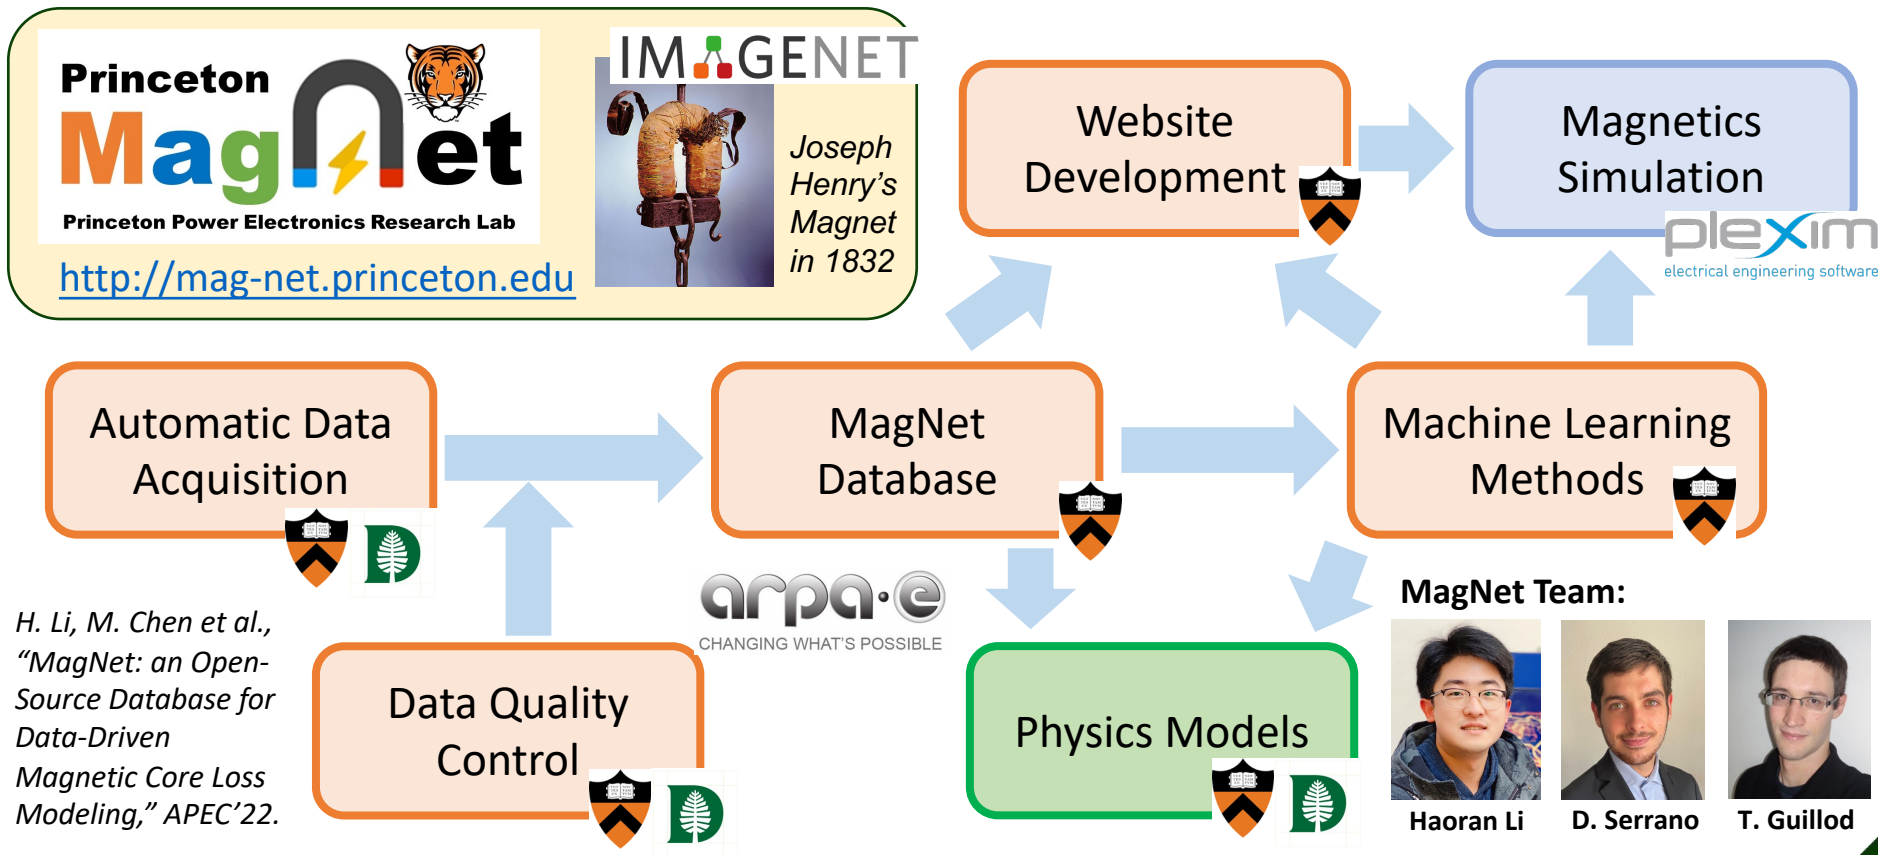 Princeton
MagNet
Princeton Power Electronics Research Lab
http://mag-net.princeton.edu
IMAGENET
Joseph
Henry’s
Magnet
in 1832
Website
Development
Magnetics
Simulation
plexim
electrical engineering software
Automatic Data
Acquisition
MagNet
Database
Machine Learning
Methods
D
H. Li, M. Chen et al.,
“MagNet: an Open-
Source Database for
Data-Driven
Magnetic Core Loss
Modeling,” APEC’22.
Data Quality
Control
D
arpa·e
CHANGING WHAT’S POSSIBLE
Physics Models
D
MagNet Team:
Haoran Li
D. Serrano
T. Guillod